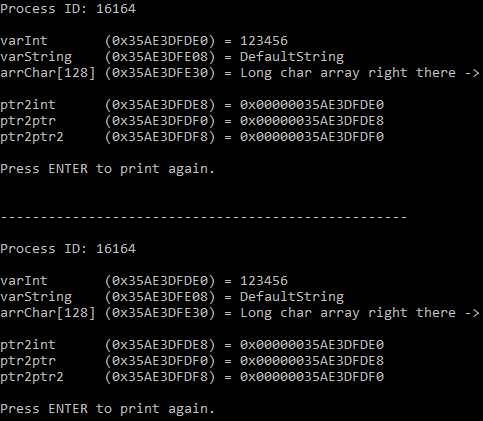 Process ID: 16164
varInt (0x35AE3DFDE0) = 123456
varString (0x35AE3DFE08) = DefaultString
arrChar[128] (0x35AE3DFE30) = Long char array right there ->
ptr2int (0x35AE3DFDE8) = 0x00000035AE3DFDE0
ptr2ptr (0x35AE3DFDF0) = 0x00000035AE3DFDE8
ptr2ptr2 (0x35AE3DFDF8) = 0x00000035AE3DFDF0
Press ENTER to print again.
---------------------------------------------------
Process ID: 16164
varInt (0x35AE3DFDE0) = 123456
varString (0x35AE3DFE08) = DefaultString
arrChar[128] (0x35AE3DFE30) = Long char array right there ->
ptr2int (0x35AE3DFDE8) = 0x00000035AE3DFDE0
ptr2ptr (0x35AE3DFDF0) = 0x00000035AE3DFDE8
ptr2ptr2 (0x35AE3DFDF8) = 0x00000035AE3DFDF0
Press ENTER to print again.